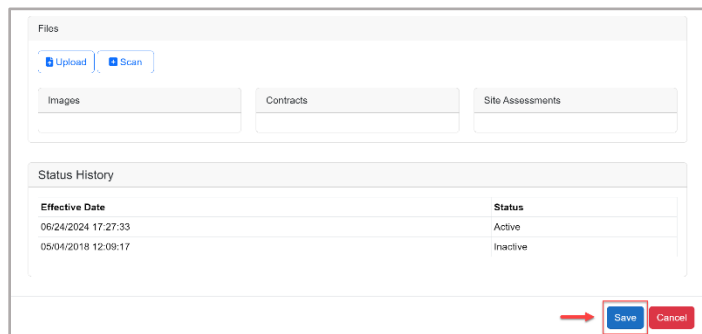 Files
Upload Scan
Images Contracts Site Assessments
Status History
Effective Date Status
06/24/2024 17:27:33 Active
05/04/2018 12:09:17 Inactive
Save Cancel